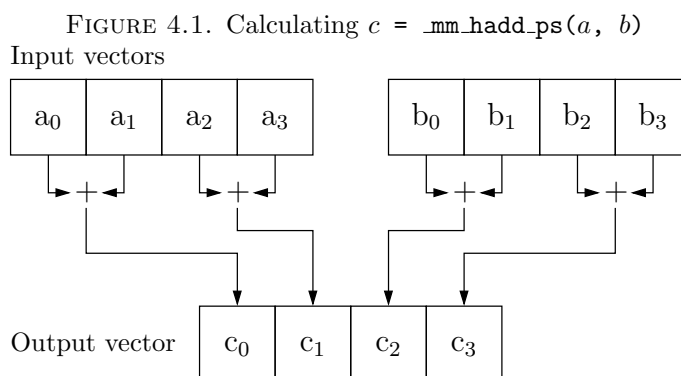 FIGURE 4.1. Calculating c = _mm_hadd_ps(a, b)
Input vectors
a₀ a₁ a₂ a₃ b₀ b₁ b₂ b₃
+ + + +
Output vector c₀ c₁ c₂ c₃